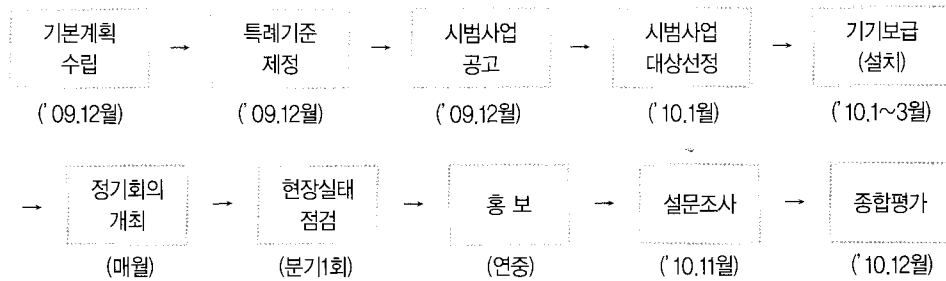 기본계획 → 특례기준 → 시범사업 → 시범사업 → 기기보급
수립 제정 공고 대상선정 (설치)
('09.12월) ('09.12월) ('09.12월) ('10.1월) ('10.1~3월)
→ 정기회의 → 현장실태 → 홍 보 → 설문조사 → 종합평가
개최 점검
(매월) (분기1회) (연중) ('10.11월) ('10.12월)